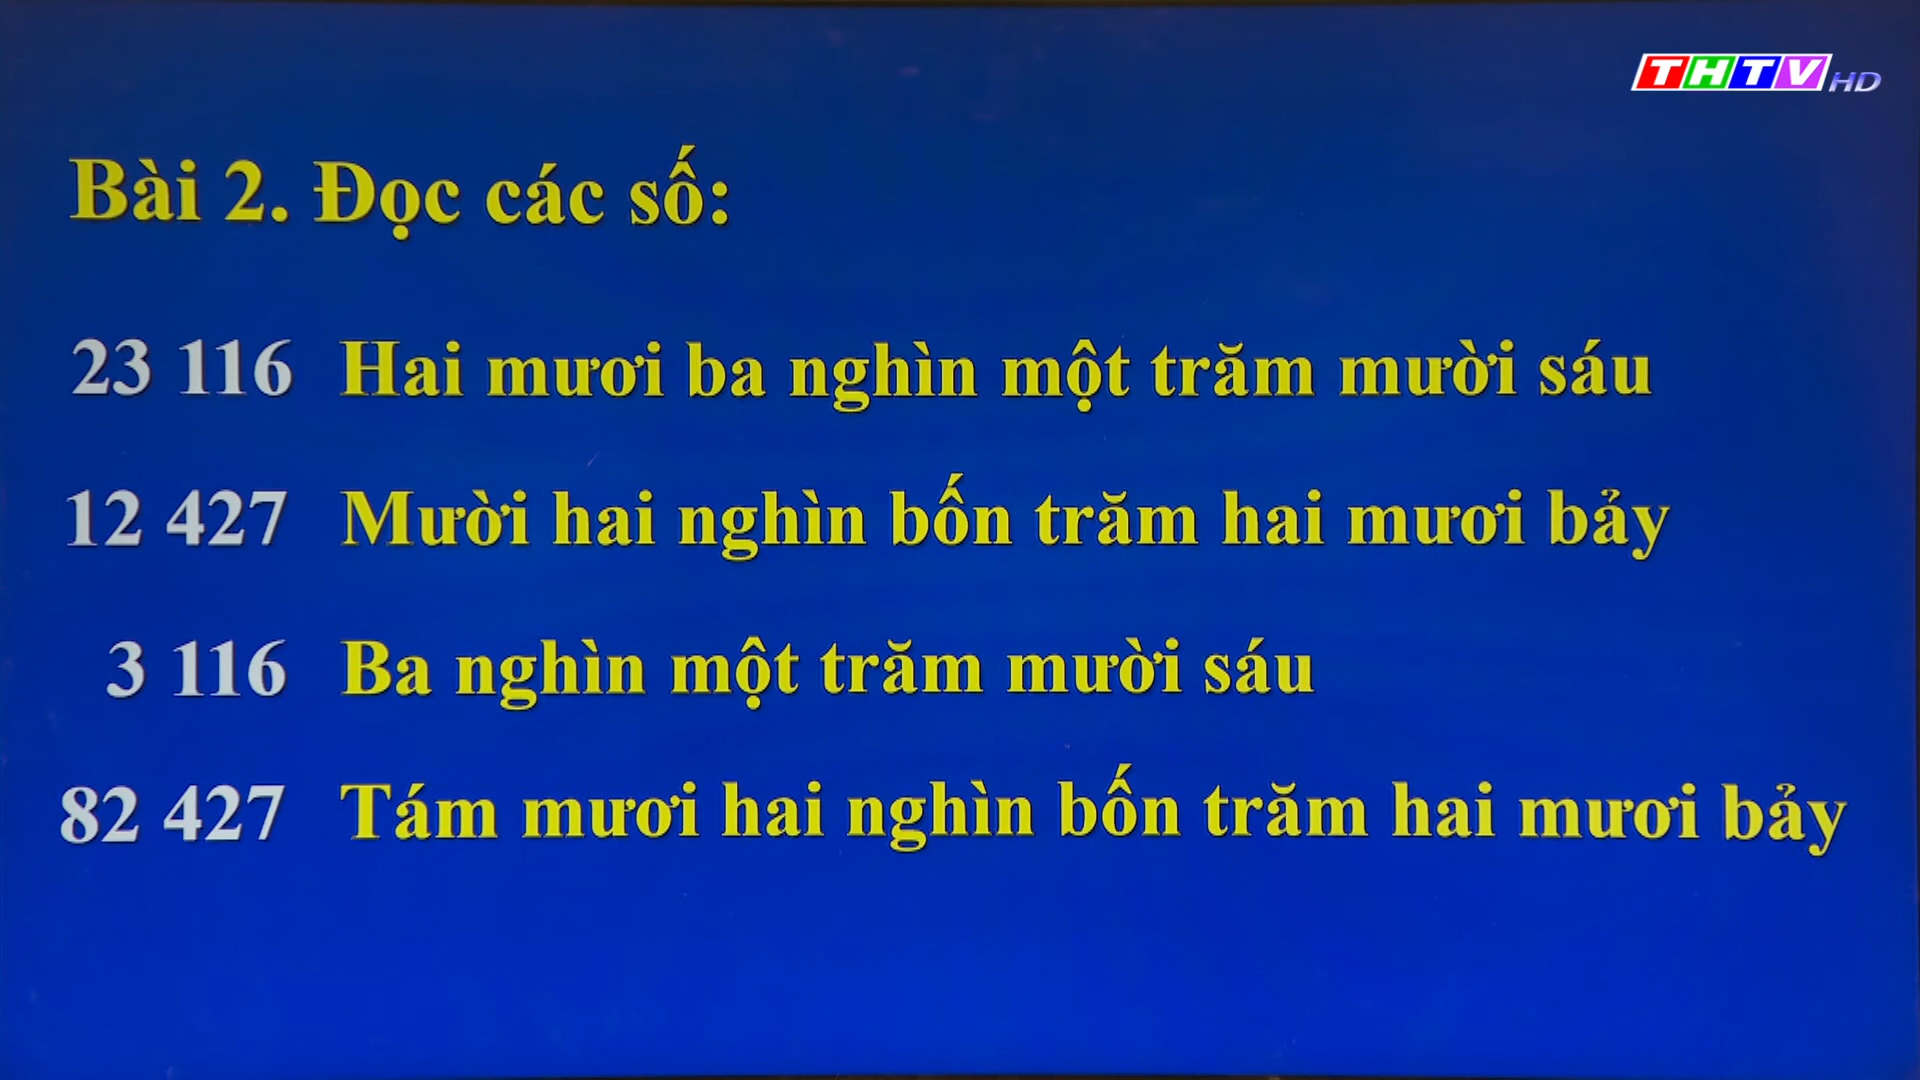 THTV HD
Bài 2. Đọc các số:
23 116 Hai mươi ba nghìn một trăm mười sáu
12 427 Mười hai nghìn bốn trăm hai mươi bảy
3 116 Ba nghìn một trăm mười sáu
82 427 Tám mươi hai nghìn bốn trăm hai mươi bảy